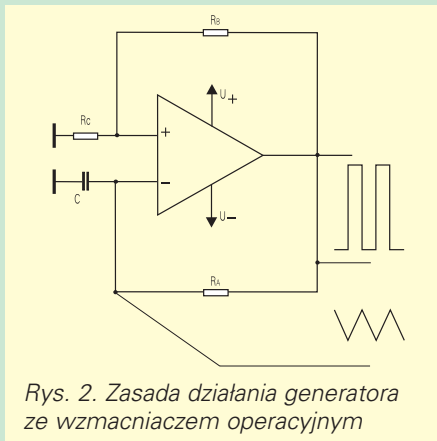 RB
Rc
U+
+
−
C
U−
RA
Rys. 2. Zasada działania generatora
ze wzmacniaczem operacyjnym